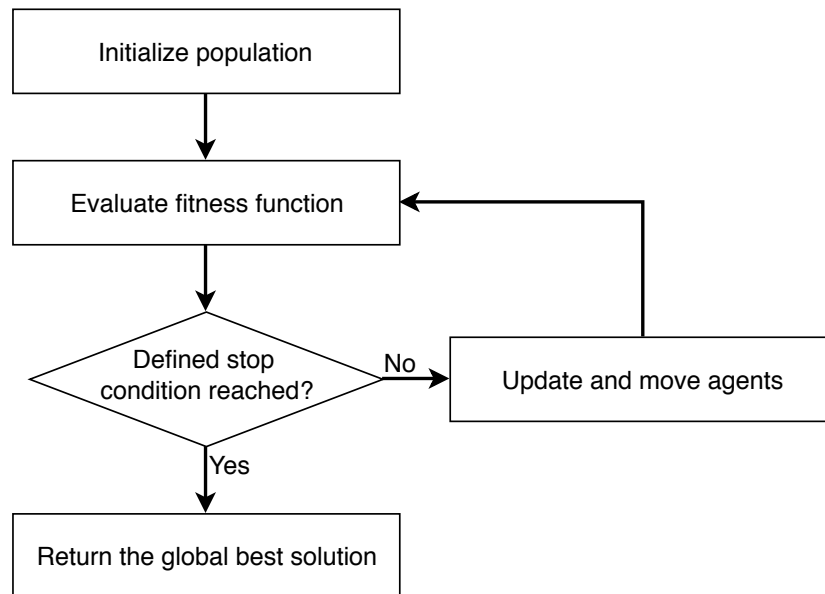 Initialize population
Evaluate fitness function
Defined stop
condition reached?
No
Update and move agents
Yes
Return the global best solution